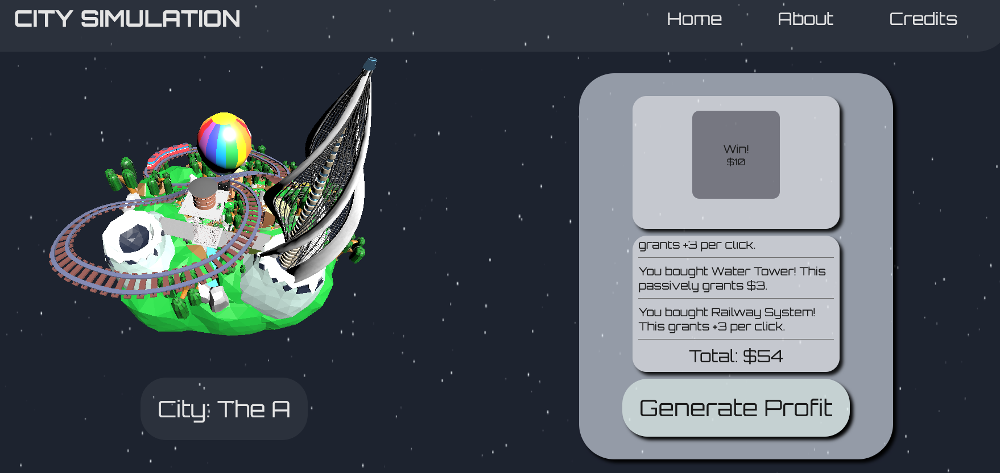 CITY SIMULATION
Home
About
Credits
Win!
$10
grants +3 per click.
You bought Water Tower! This
passively grants $3.
You bought Railway System!
This grants +3 per click.
Total: $54
Generate Profit
City: The A